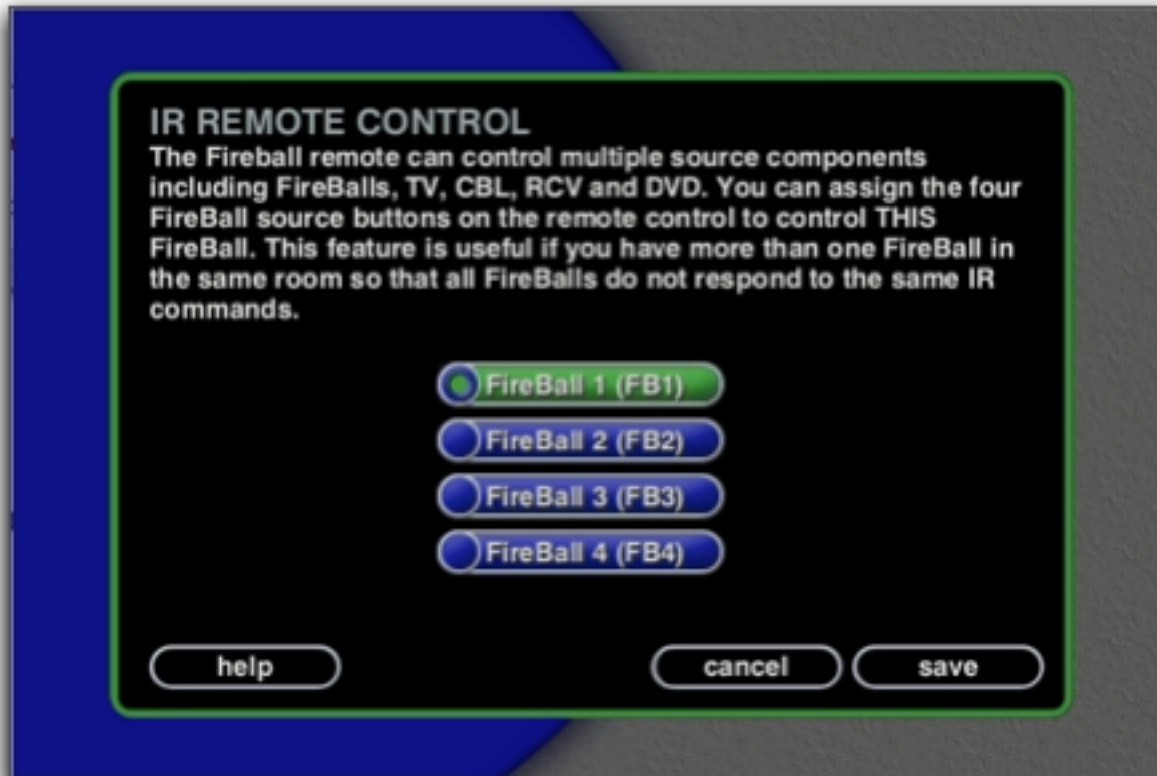 IR REMOTE CONTROL
The Fireball remote can control multiple source components
including FireBalls, TV, CBL, RCV and DVD. You can assign the four
FireBall source buttons on the remote control to control THIS
FireBall. This feature is useful if you have more than one FireBall in
the same room so that all FireBalls do not respond to the same IR
commands.
FireBall 1 (FB1)
FireBall 2 (FB2)
FireBall 3 (FB3)
FireBall 4 (FB4)
help
cancel
save